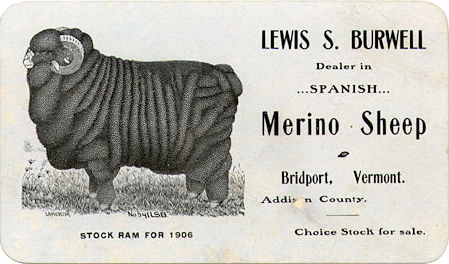 LEWIS S. BURWELL
Dealer in
...SPANISH...
Merino Sheep
Bridport, Vermont.
Addison County.
Choice Stock for sale.
STOCK RAM FOR 1906